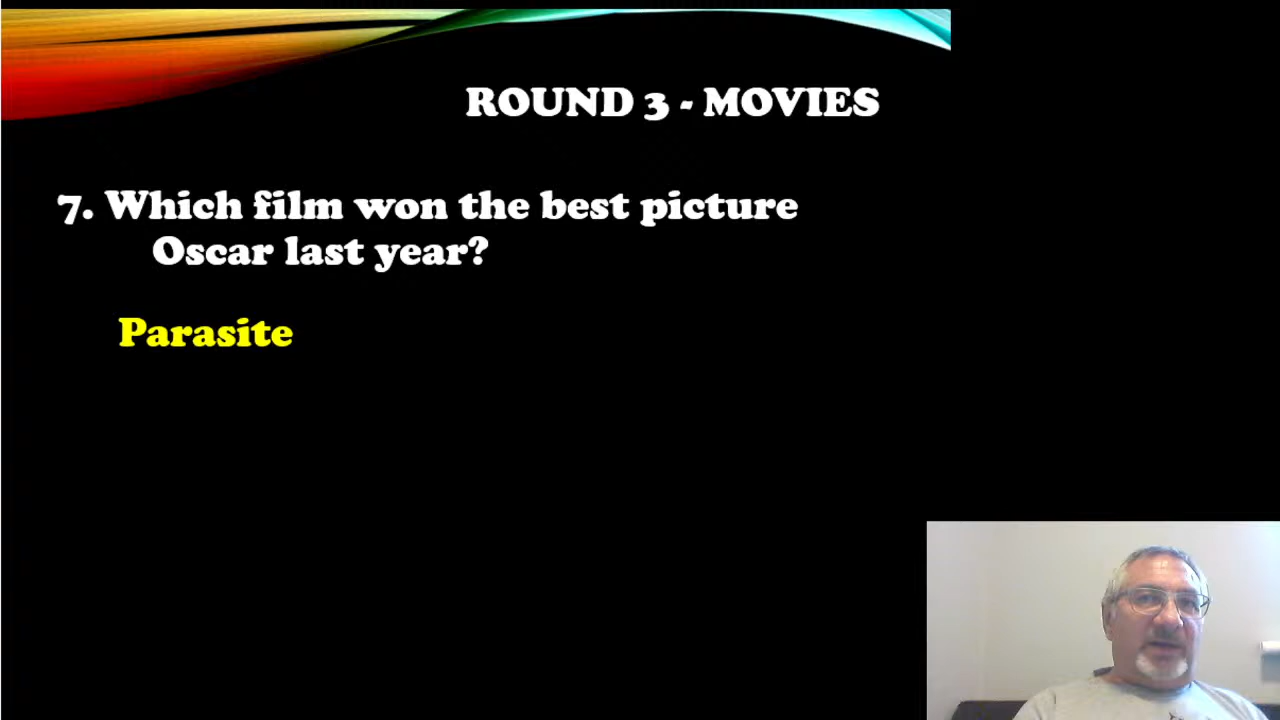 ROUND 3 - MOVIES
7. Which film won the best picture
Oscar last year?
Parasite